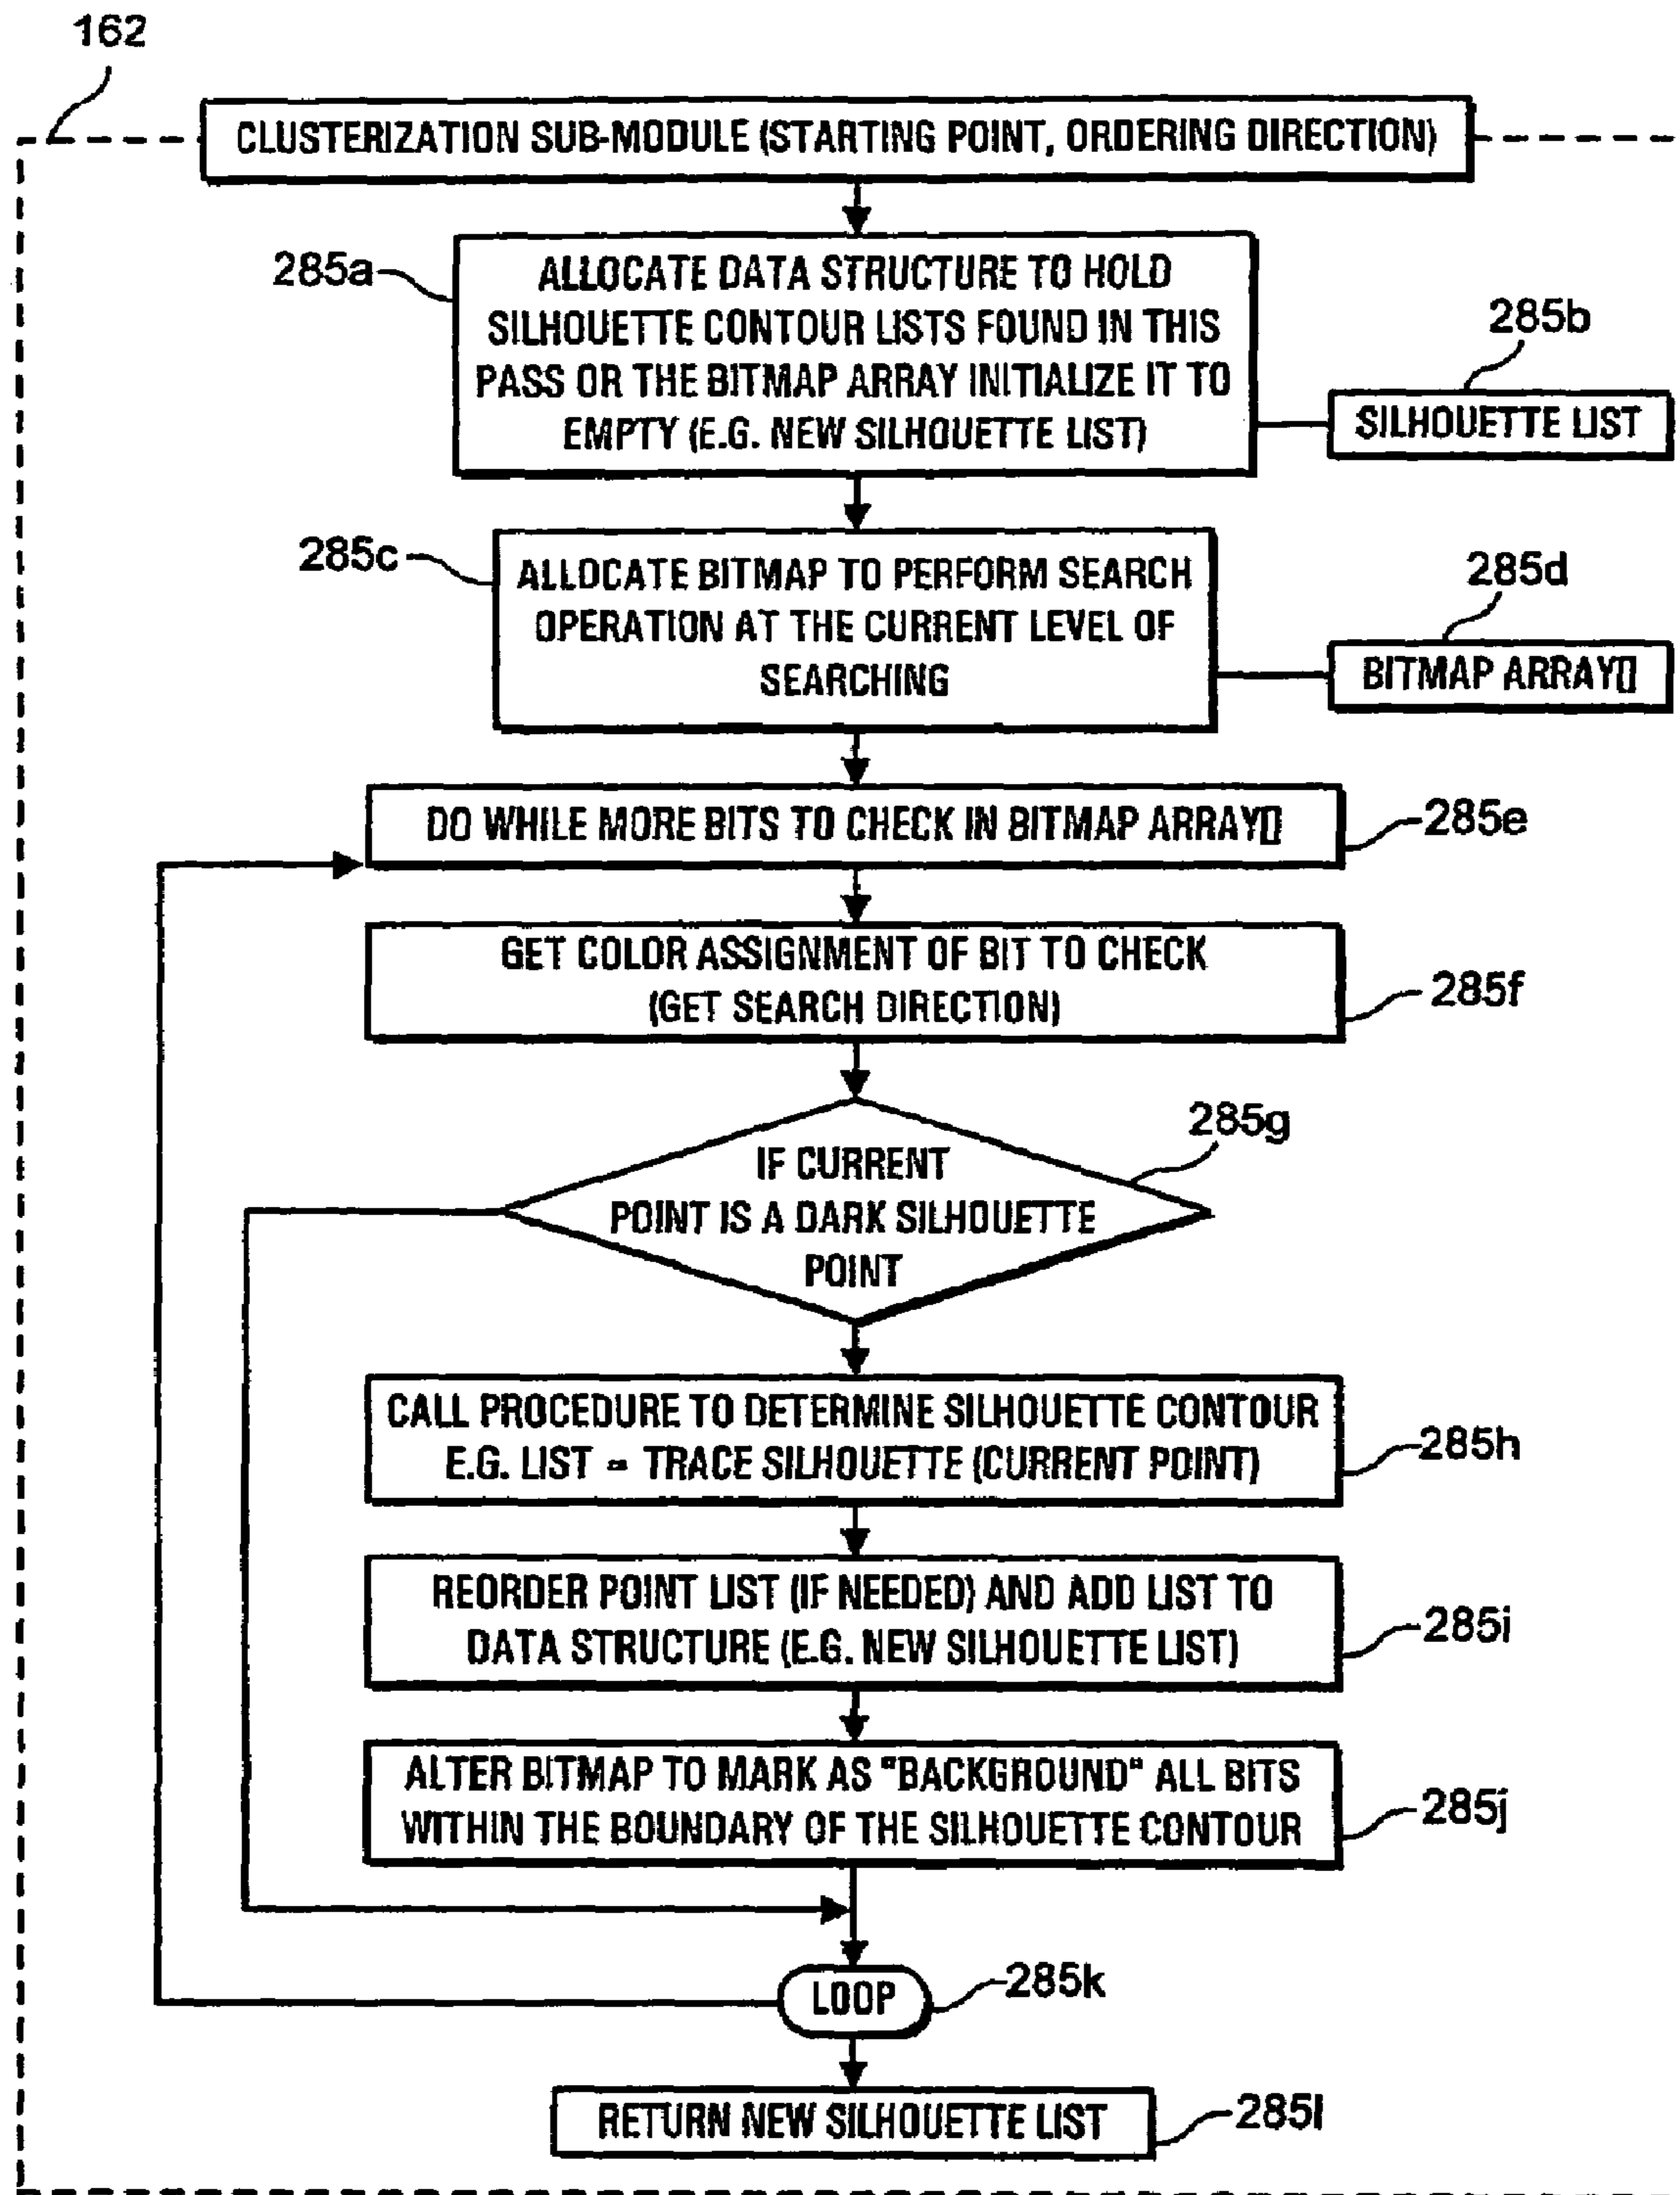 162
CLUSTERIZATION SUB-MODULE (STARTING POINT, ORDERING DIRECTION)
285a
ALLOCATE DATA STRUCTURE TO HOLD
SILHOUETTE CONTOUR LISTS FOUND IN THIS
PASS OR THE BITMAP ARRAY INITIALIZE IT TO
EMPTY (E.G. NEW SILHOUETTE LIST)
285b
SILHOUETTE LIST
285c
ALLOCATE BITMAP TO PERFORM SEARCH
OPERATION AT THE CURRENT LEVEL OF
SEARCHING
285d
BITMAP ARRAY[]
DO WHILE MORE BITS TO CHECK IN BITMAP ARRAY[]
285e
GET COLOR ASSIGNMENT OF BIT TO CHECK
(GET SEARCH DIRECTION)
285f
285g
IF CURRENT
POINT IS A DARK SILHOUETTE
POINT
CALL PROCEDURE TO DETERMINE SILHOUETTE CONTOUR
E.G. LIST = TRACE SILHOUETTE (CURRENT POINT)
285h
REORDER POINT LIST (IF NEEDED) AND ADD LIST TO
DATA STRUCTURE (E.G. NEW SILHOUETTE LIST)
285i
ALTER BITMAP TO MARK AS "BACKGROUND" ALL BITS
WITHIN THE BOUNDARY OF THE SILHOUETTE CONTOUR
285j
LOOP
285k
RETURN NEW SILHOUETTE LIST
285l